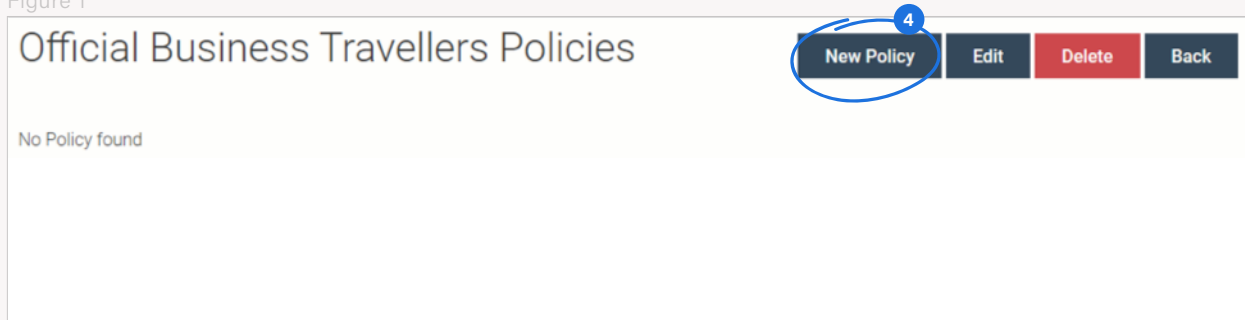 Figure 1
Official Business Travellers Policies
4
New Policy Edit Delete Back
No Policy found